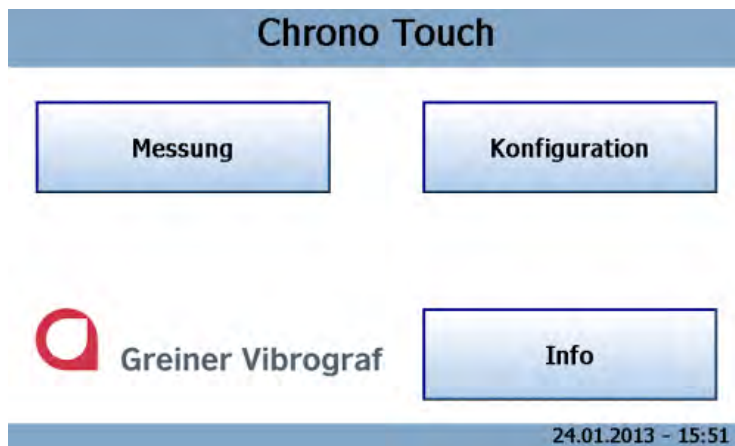 Chrono Touch
Messung
Konfiguration
Greiner Vibrograf
Info
24.01.2013 - 15:51